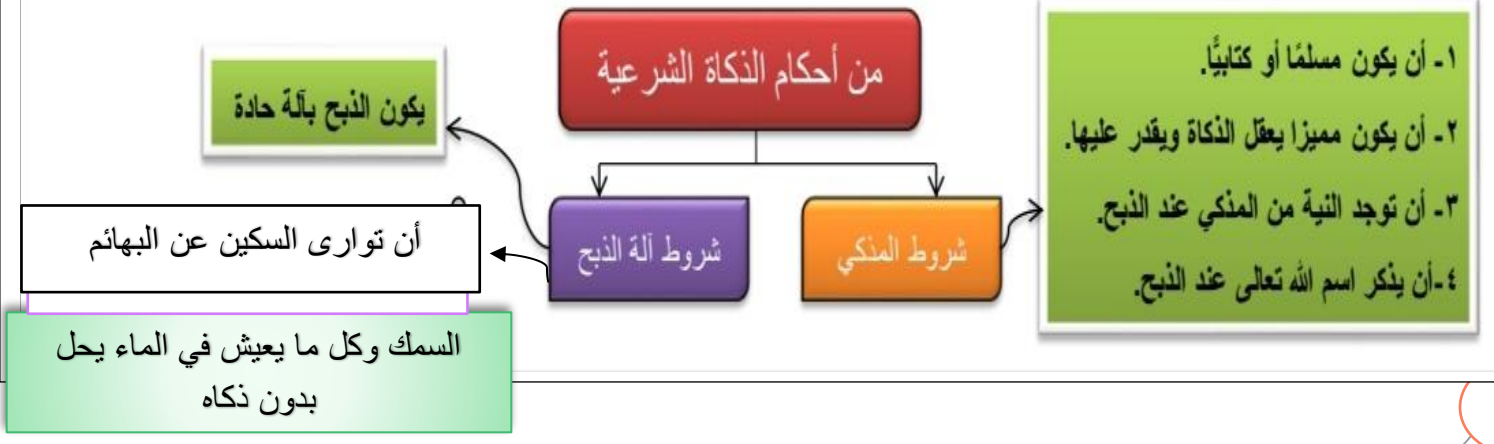 من أحكام الذكاة الشرعية
١- أن يكون مسلمًا أو كتابيًّا.
٢- أن يكون مميزا يعقل الذكاة ويقدر عليها.
٣- أن توجد النية من المذكي عند الذبح.
٤-أن يذكر اسم الله تعالى عند الذبح.
شروط المذكي
شروط آلة الذبح
يكون الذبح بآلة حادة
أن توارى السكين عن البهائم
السمك وكل ما يعيش في الماء يحل
بدون ذكاه